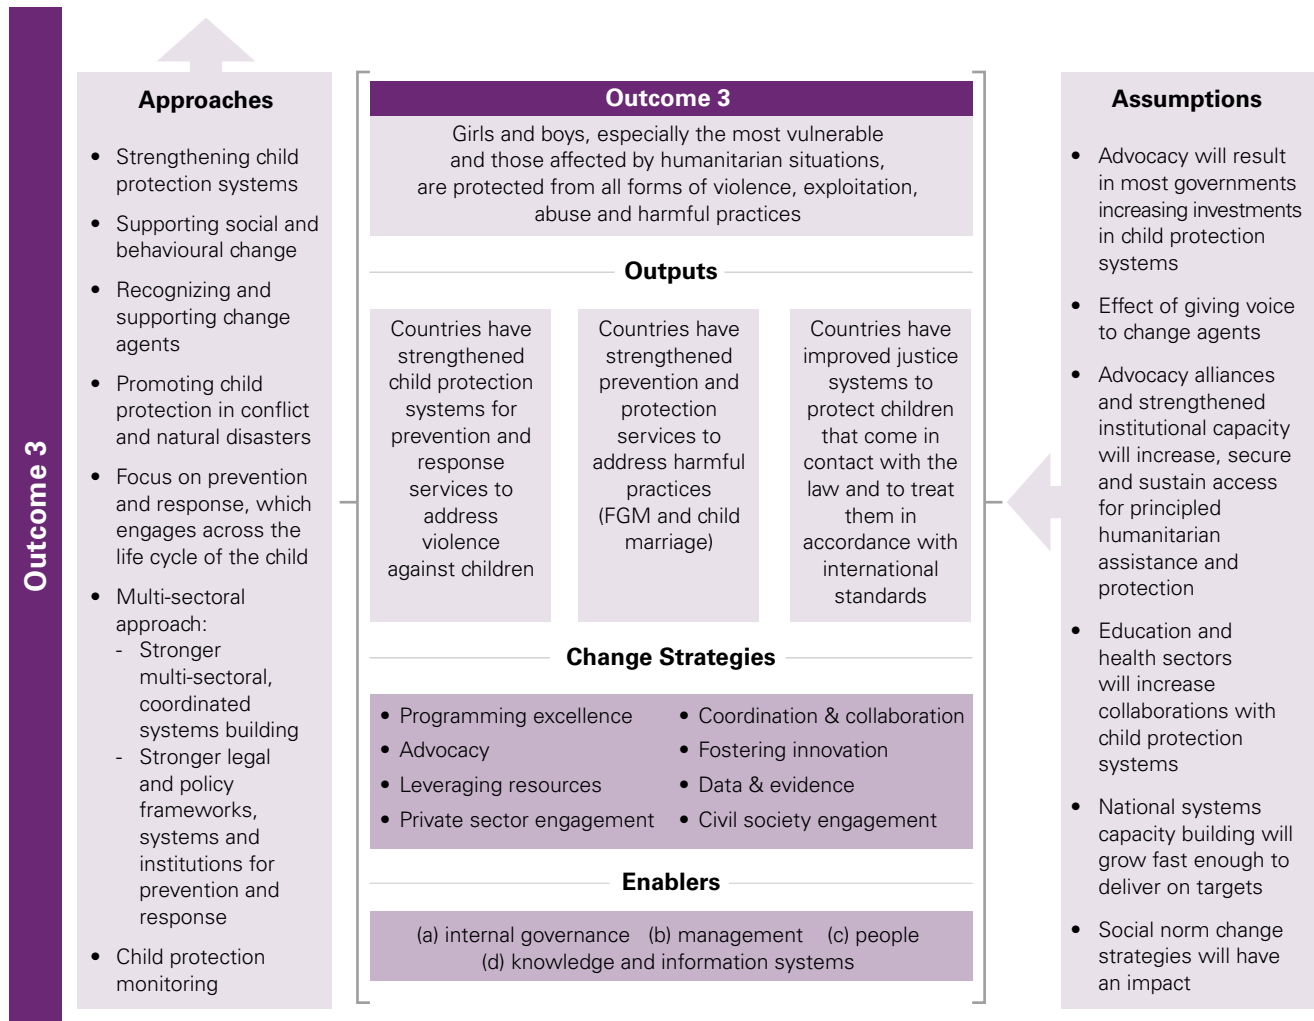 Outcome 3
Approaches
• Strengthening child
protection systems
• Supporting social and
behavioural change
• Recognizing and
supporting change
agents
• Promoting child
protection in conflict
and natural disasters
• Focus on prevention
and response, which
engages across the
life cycle of the child
• Multi-sectoral
approach:
- Stronger
multi-sectoral,
coordinated
systems building
- Stronger legal
and policy
frameworks,
systems and
institutions for
prevention and
response
• Child protection
monitoring
Outcome 3
Girls and boys, especially the most vulnerable
and those affected by humanitarian situations,
are protected from all forms of violence, exploitation,
abuse and harmful practices
Outputs
Countries have
strengthened
child protection
systems for
prevention and
response
services to
address
violence
against children
Countries have
strengthened
prevention and
protection
services to
address harmful
practices
(FGM and child
marriage)
Countries have
improved justice
systems to
protect children
that come in
contact with the
law and to treat
them in
accordance with
international
standards
Change Strategies
• Programming excellence
• Advocacy
• Leveraging resources
• Private sector engagement
• Coordination & collaboration
• Fostering innovation
• Data & evidence
• Civil society engagement
Enablers
(a) internal governance (b) management (c) people
(d) knowledge and information systems
Assumptions
• Advocacy will result
in most governments
increasing investments
in child protection
systems
• Effect of giving voice
to change agents
• Advocacy alliances
and strengthened
institutional capacity
will increase, secure
and sustain access
for principled
humanitarian
assistance and
protection
• Education and
health sectors
will increase
collaborations with
child protection
systems
• National systems
capacity building will
grow fast enough to
deliver on targets
• Social norm change
strategies will have
an impact